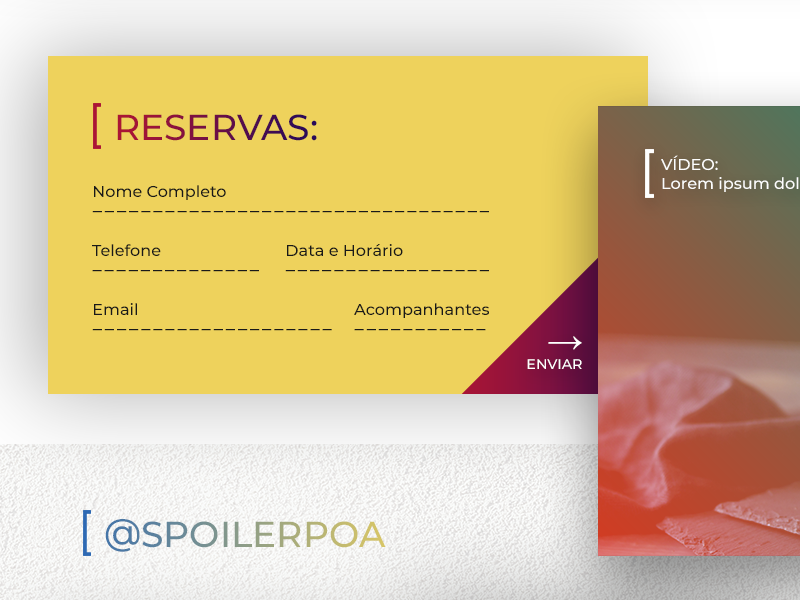 [ RESERVAS:
Nome Completo
Telefone
Data e Horário
Email
Acompanhantes
→
ENVIAR
[ VÍDEO:
Lorem ipsum dol
[ @SPOILERPOA